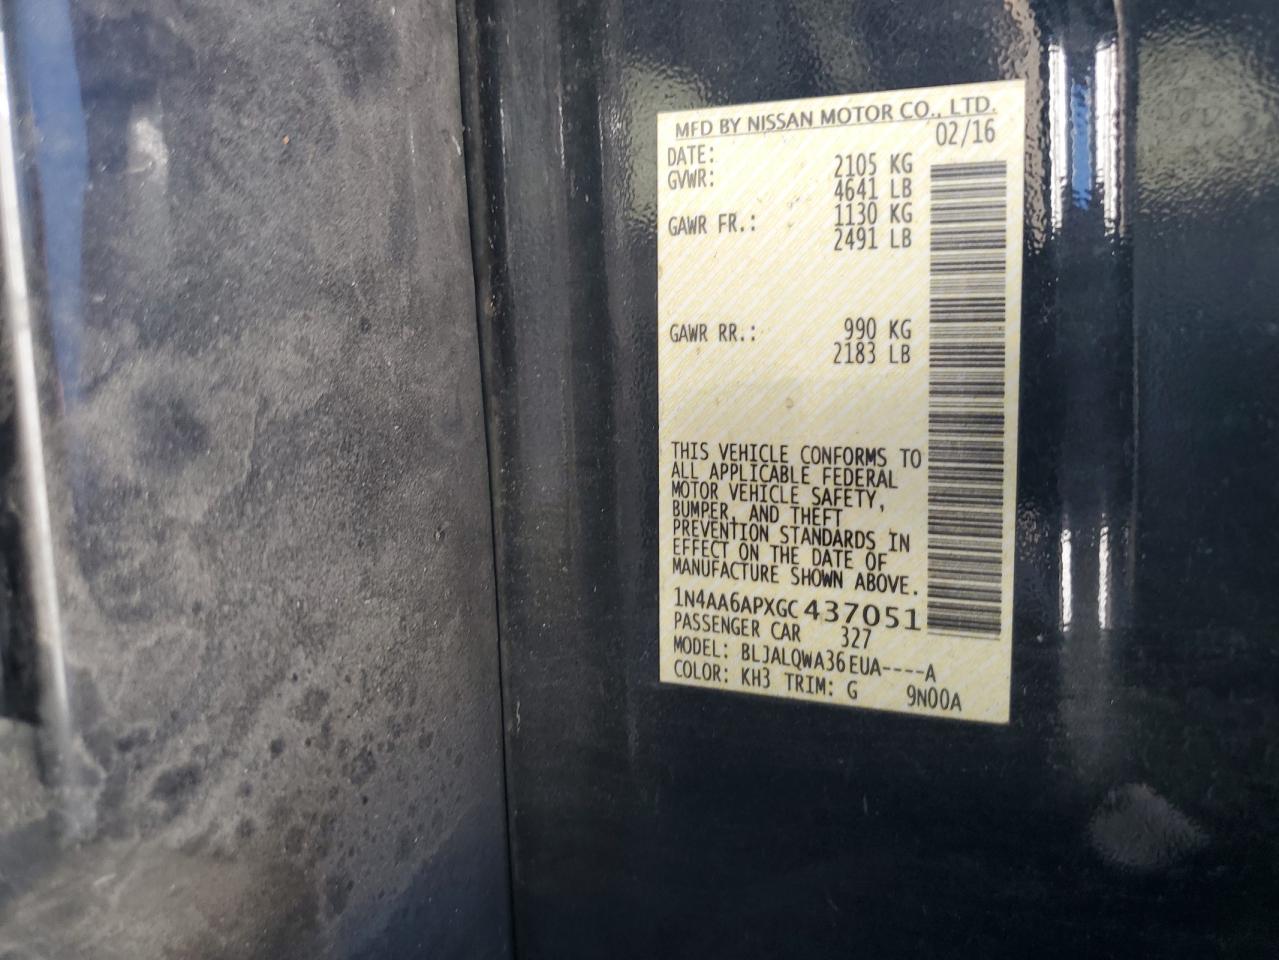 MFD BY NISSAN MOTOR CO., LTD.
DATE: 02/16
GVWR: 2105 KG
4641 LB
GAWR FR.: 1130 KG
2491 LB
GAWR RR.: 990 KG
2183 LB
THIS VEHICLE CONFORMS TO
ALL APPLICABLE FEDERAL
MOTOR VEHICLE SAFETY,
BUMPER, AND THEFT
PREVENTION STANDARDS IN
EFFECT ON THE DATE OF
MANUFACTURE SHOWN ABOVE.
1N4AA6APXGC437051
PASSENGER CAR 327
MODEL: BLJALQWA36EUA----A
COLOR: KH3 TRIM: G 9N00A